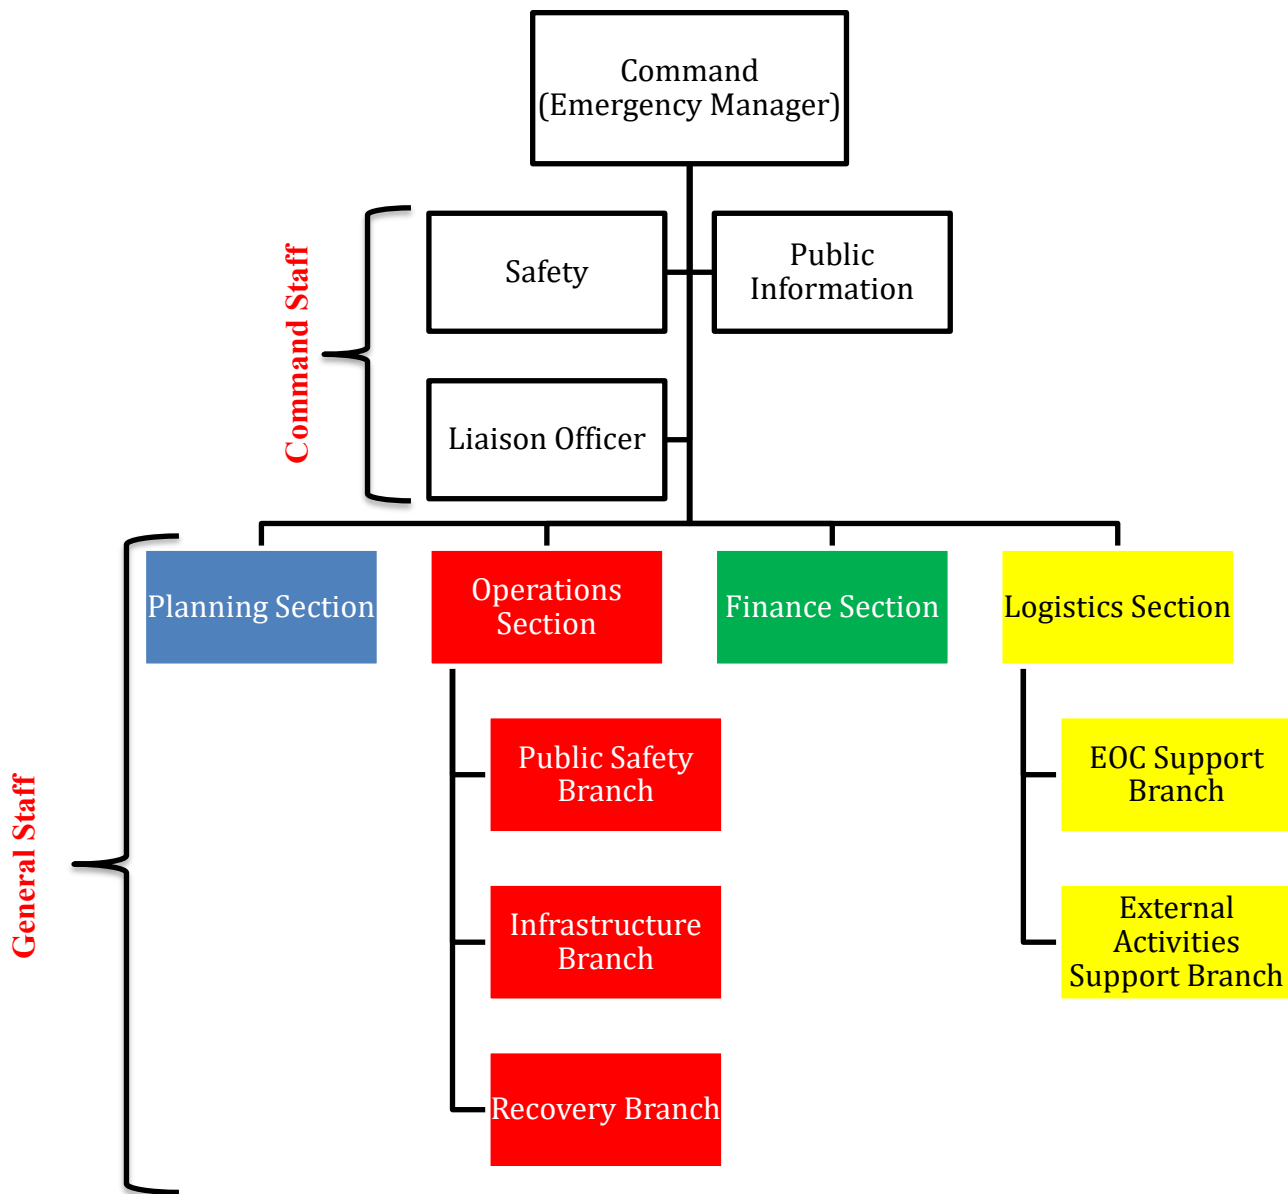 Command
(Emergency Manager)
Command Staff
Safety
Public
Information
Liaison Officer
General Staff
Planning Section
Operations
Section
Finance Section
Logistics Section
Public Safety
Branch
EOC Support
Branch
Infrastructure
Branch
External
Activities
Support Branch
Recovery Branch